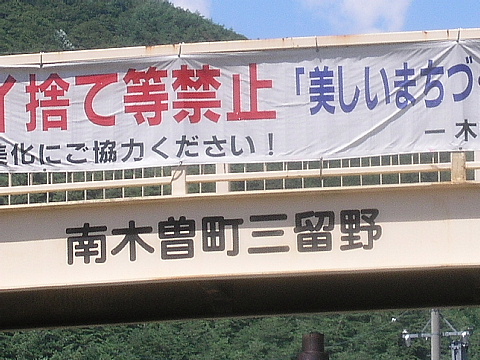 イ捨て等禁止「美しいまちづ
美化にご協力ください！
一木
南木曽町三留野